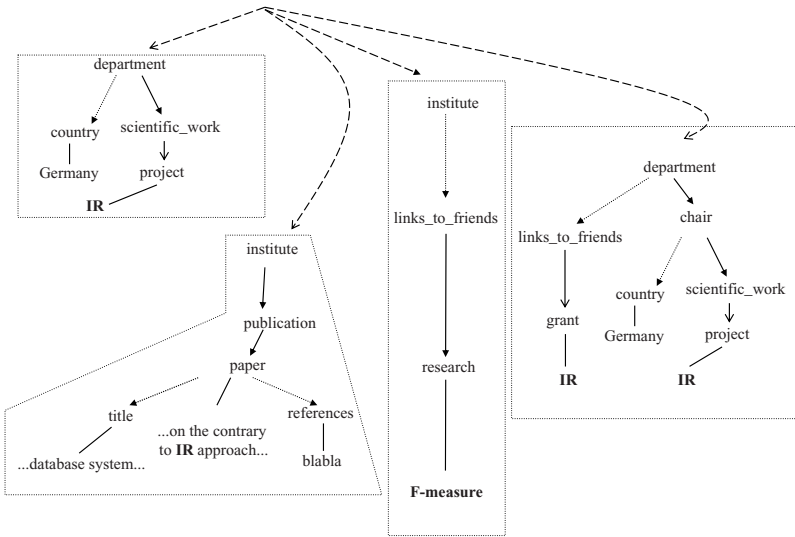 department
country
scientific_work
Germany
project
IR
institute
publication
paper
title
references
...database system...
...on the contrary
to IR approach...
blabla
institute
links_to_friends
research
F-measure
department
chair
links_to_friends
country
scientific_work
grant
Germany
project
IR
IR